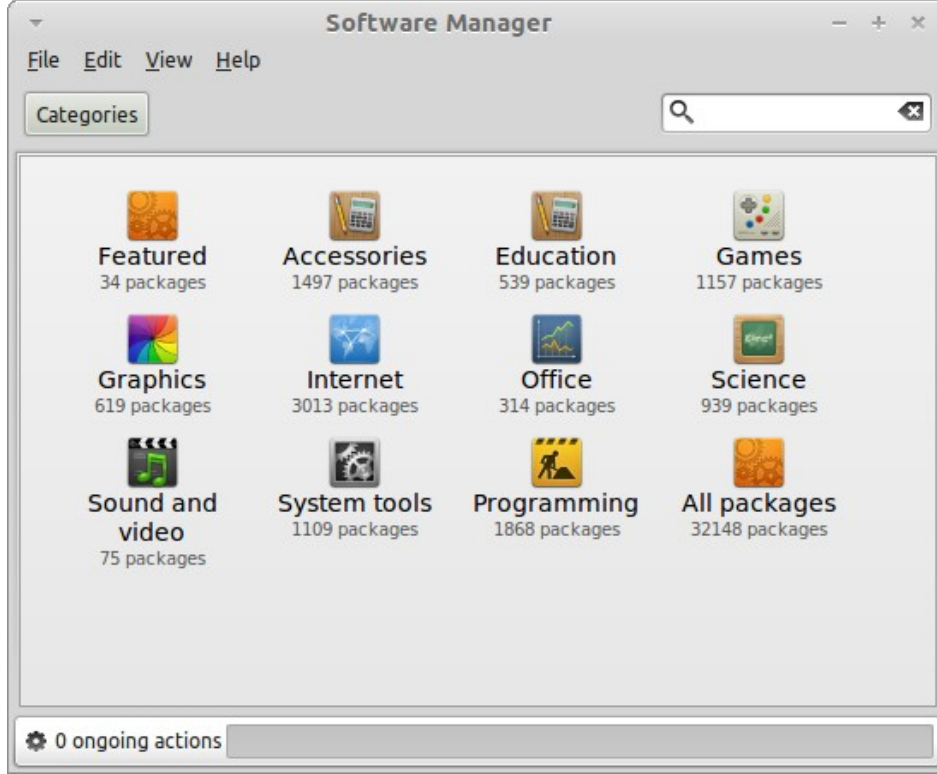 Software Manager
File Edit View Help
Categories
Featured
34 packages
Accessories
1497 packages
Education
539 packages
Games
1157 packages
Graphics
619 packages
Internet
3013 packages
Office
314 packages
Science
939 packages
Sound and
video
75 packages
System tools
1109 packages
Programming
1868 packages
All packages
32148 packages
0 ongoing actions